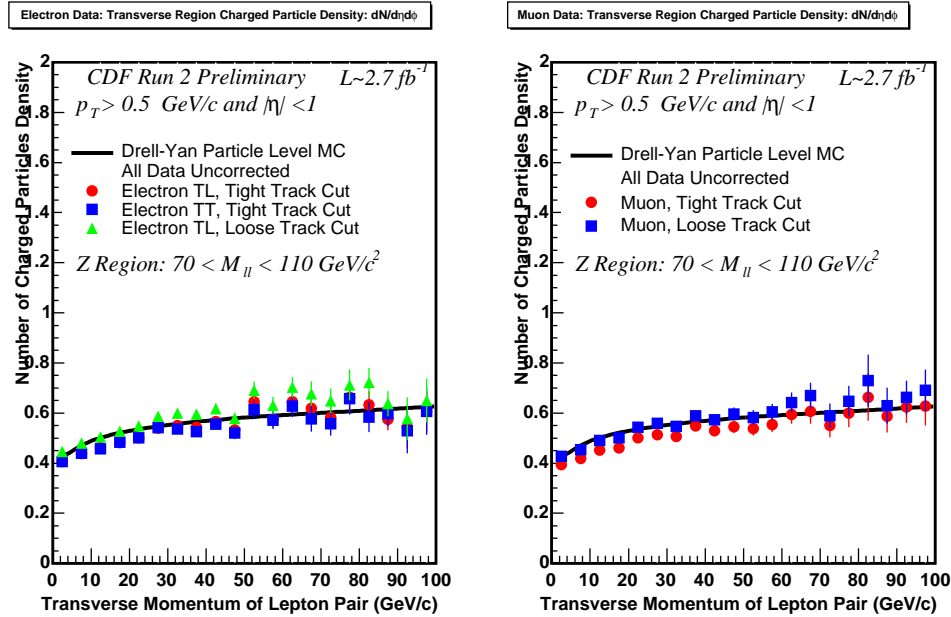 Electron Data: Transverse Region Charged Particle Density: dN/dηdϕ
Number of Charged Particles Density
2
1.8
1.6
1.4
1.2
1
0.8
0.6
0.4
0.2
0
CDF Run 2 Preliminary L~2.7 fb⁻¹
p_T > 0.5 GeV/c and |η| <1
Drell-Yan Particle Level MC
All Data Uncorrected
Electron TL, Tight Track Cut
Electron TT, Tight Track Cut
Electron TL, Loose Track Cut
Z Region: 70 < M_ll < 110 GeV/c²
0 10 20 30 40 50 60 70 80 90 100
Transverse Momentum of Lepton Pair (GeV/c)
Muon Data: Transverse Region Charged Particle Density: dN/dηdϕ
Number of Charged Particles Density
2
1.8
1.6
1.4
1.2
1
0.8
0.6
0.4
0.2
0
CDF Run 2 Preliminary L~2.7 fb⁻¹
p_T > 0.5 GeV/c and |η| <1
Drell-Yan Particle Level MC
All Data Uncorrected
Muon, Tight Track Cut
Muon, Loose Track Cut
Z Region: 70 < M_ll < 110 GeV/c²
0 10 20 30 40 50 60 70 80 90 100
Transverse Momentum of Lepton Pair (GeV/c)